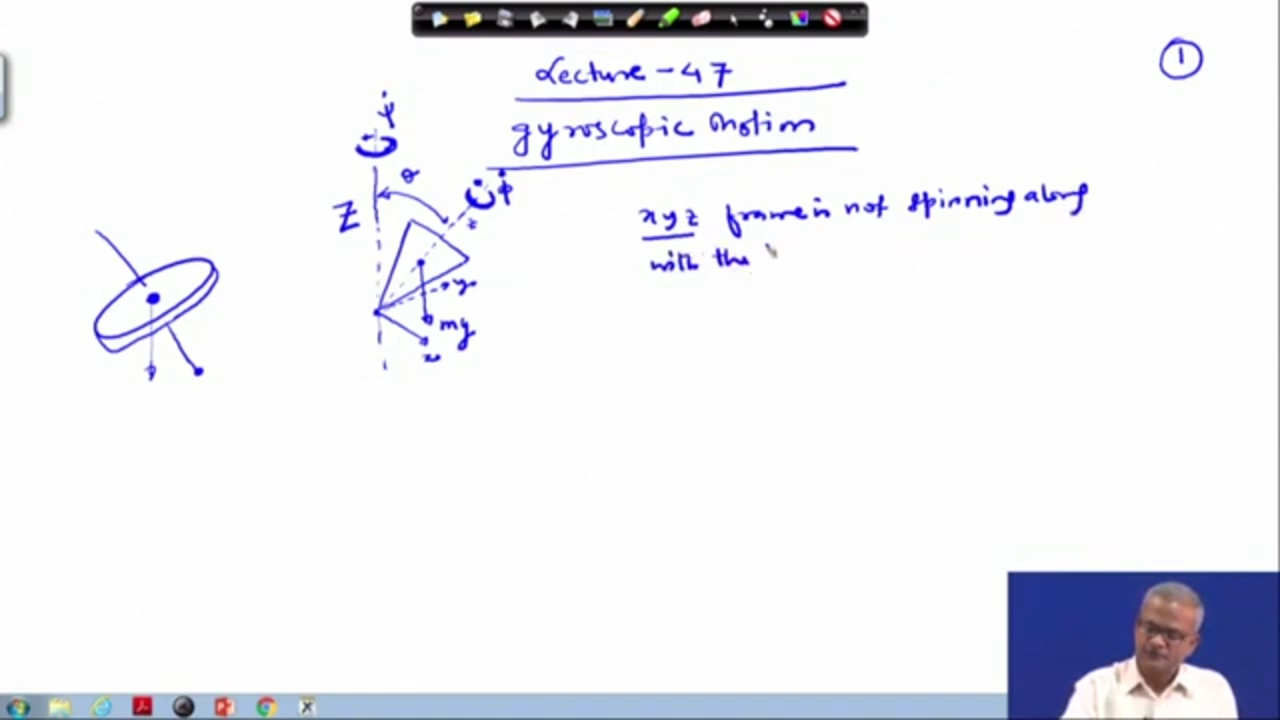 Lecture - 47
1
gyroscopic Motion
ψ̇
θ
Z
φ̇
z
xyz frame is not spinning along
with the
y
mg
x